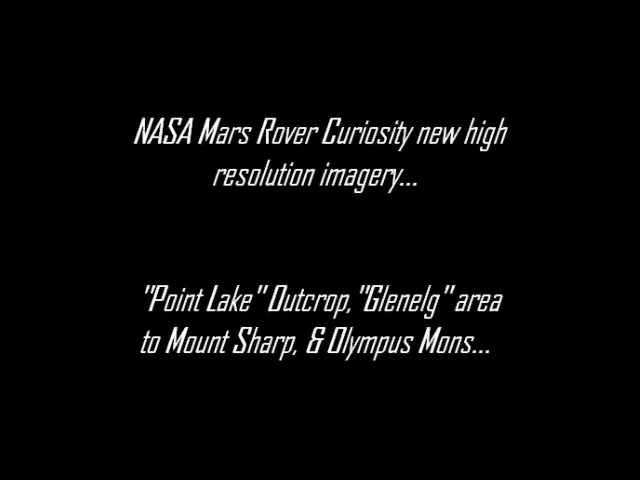 NASA Mars Rover Curiosity new high
resolution imagery...
"Point Lake" Outcrop, "Glenelg" area
to Mount Sharp, & Olympus Mons...